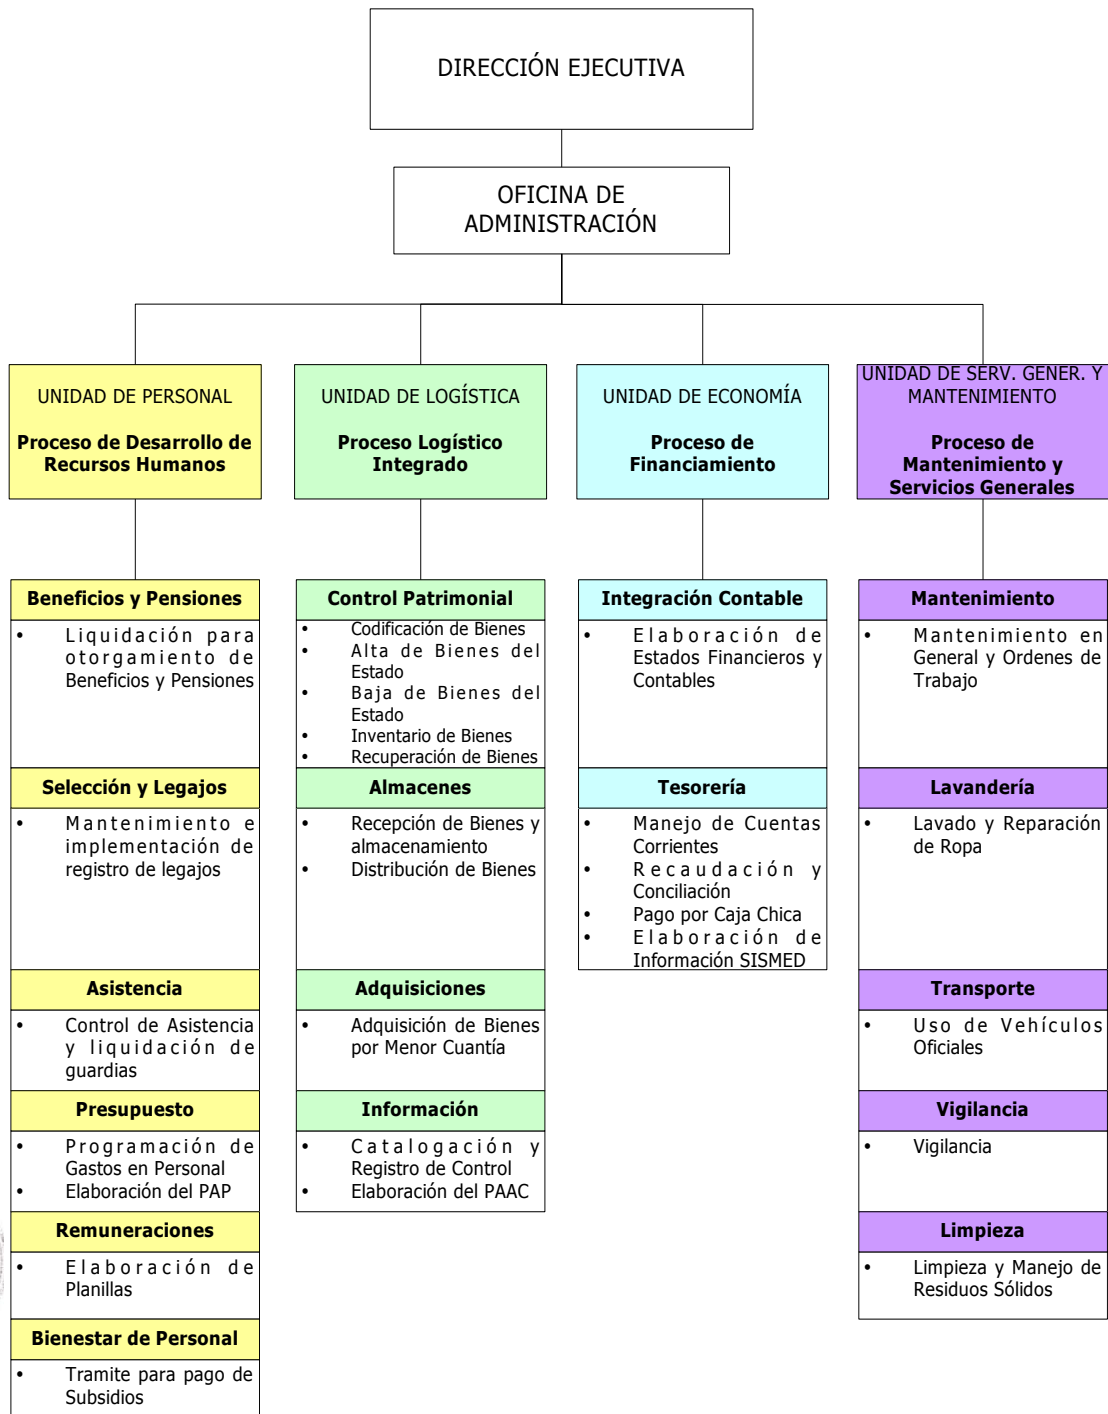 DIRECCIÓN EJECUTIVA
OFICINA DE
ADMINISTRACIÓN
UNIDAD DE PERSONAL
Proceso de Desarrollo de
Recursos Humanos
UNIDAD DE LOGÍSTICA
Proceso Logístico
Integrado
UNIDAD DE ECONOMÍA
Proceso de
Financiamiento
UNIDAD DE SERV. GENER. Y
MANTENIMIENTO
Proceso de
Mantenimiento y
Servicios Generales
Beneficios y Pensiones
• Liquidación para
otorgamiento de
Beneficios y Pensiones
Selección y Legajos
• Mantenimiento e
implementación de
registro de legajos
Asistencia
• Control de Asistencia
y liquidación de
guardias
Presupuesto
• Programación de
Gastos en Personal
• Elaboración del PAP
Remuneraciones
• Elaboración de
Planillas
Bienestar de Personal
• Tramite para pago de
Subsidios
Control Patrimonial
• Codificación de Bienes
• Alta de Bienes del
Estado
• Baja de Bienes del
Estado
• Inventario de Bienes
• Recuperación de Bienes
Almacenes
• Recepción de Bienes y
almacenamiento
• Distribución de Bienes
Adquisiciones
• Adquisición de Bienes
por Menor Cuantía
Información
• Catalogación y
Registro de Control
• Elaboración del PAAC
Integración Contable
• Elaboración de
Estados Financieros y
Contables
Tesorería
• Manejo de Cuentas
Corrientes
• Recaudación y
Conciliación
• Pago por Caja Chica
• Elaboración de
Información SISMED
Mantenimiento
• Mantenimiento en
General y Ordenes de
Trabajo
Lavandería
• Lavado y Reparación
de Ropa
Transporte
• Uso de Vehículos
Oficiales
Vigilancia
• Vigilancia
Limpieza
• Limpieza y Manejo de
Residuos Sólidos